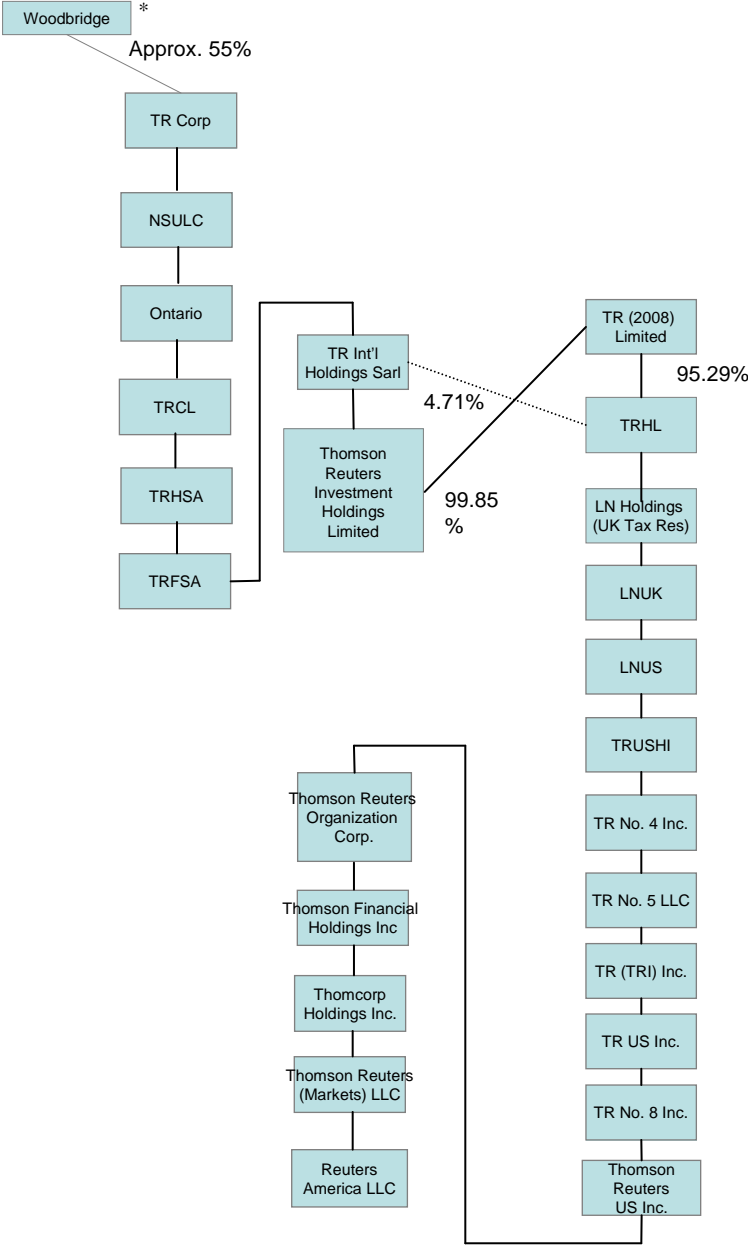 Woodbridge
*
Approx. 55%
TR Corp
NSULC
Ontario
TRCL
TRHSA
TRFSA
TR Int'l
Holdings Sarl
Thomson
Reuters
Investment
Holdings
Limited
4.71%
99.85
%
TR (2008)
Limited
95.29%
TRHL
LN Holdings
(UK Tax Res)
LNUK
LNUS
TRUSHI
TR No. 4 Inc.
TR No. 5 LLC
TR (TRI) Inc.
TR US Inc.
TR No. 8 Inc.
Thomson
Reuters
US Inc.
Thomson Reuters
Organization
Corp.
Thomson Financial
Holdings Inc
Thomcorp
Holdings Inc.
Thomson Reuters
(Markets) LLC
Reuters
America LLC